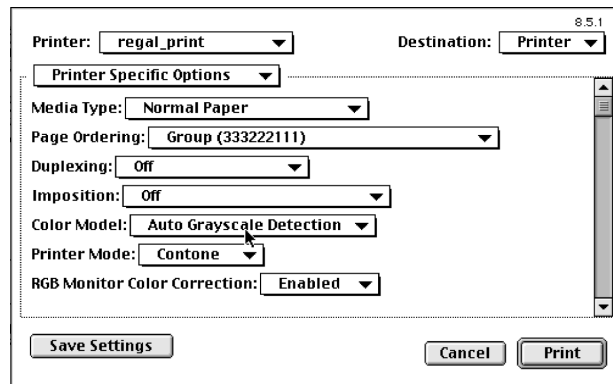 8.5.1
Printer: regal_print Destination: Printer
Printer Specific Options
Media Type: Normal Paper
Page Ordering: Group (333222111)
Duplexing: Off
Imposition: Off
Color Model: Auto Grayscale Detection
Printer Mode: Contone
RGB Monitor Color Correction: Enabled
Save Settings Cancel Print